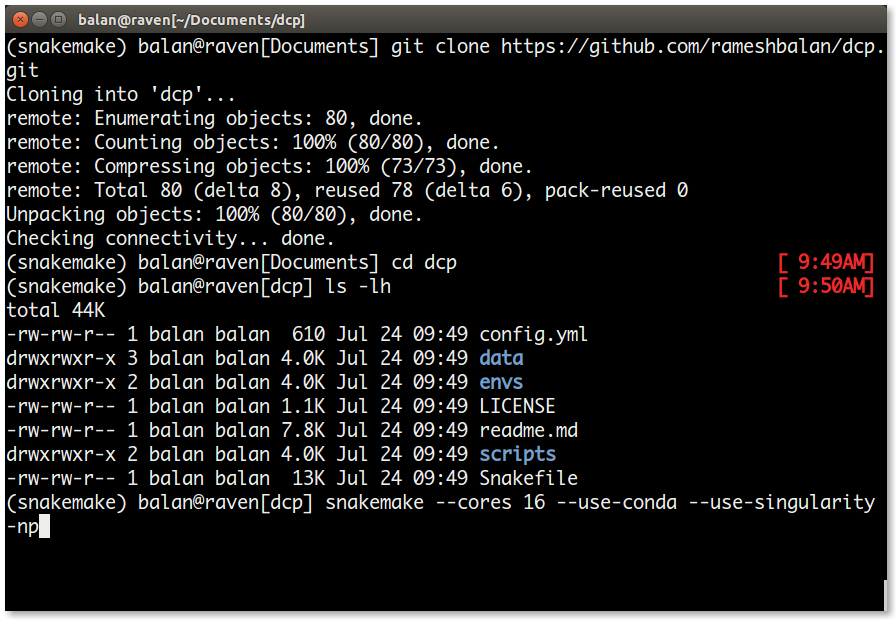 balan@raven[~/Documents/dcp]
(snakemake) balan@raven[Documents] git clone https://github.com/rameshbalan/dcp.
git
Cloning into 'dcp'...
remote: Enumerating objects: 80, done.
remote: Counting objects: 100% (80/80), done.
remote: Compressing objects: 100% (73/73), done.
remote: Total 80 (delta 8), reused 78 (delta 6), pack-reused 0
Unpacking objects: 100% (80/80), done.
Checking connectivity... done.
(snakemake) balan@raven[Documents] cd dcp [ 9:49AM]
(snakemake) balan@raven[dcp] ls -lh [ 9:50AM]
total 44K
-rw-rw-r-- 1 balan balan  610 Jul 24 09:49 config.yml
drwxrwxr-x 3 balan balan 4.0K Jul 24 09:49 data
drwxrwxr-x 2 balan balan 4.0K Jul 24 09:49 envs
-rw-rw-r-- 1 balan balan 1.1K Jul 24 09:49 LICENSE
-rw-rw-r-- 1 balan balan 7.8K Jul 24 09:49 readme.md
drwxrwxr-x 2 balan balan 4.0K Jul 24 09:49 scripts
-rw-rw-r-- 1 balan balan  13K Jul 24 09:49 Snakefile
(snakemake) balan@raven[dcp] snakemake --cores 16 --use-conda --use-singularity
-np